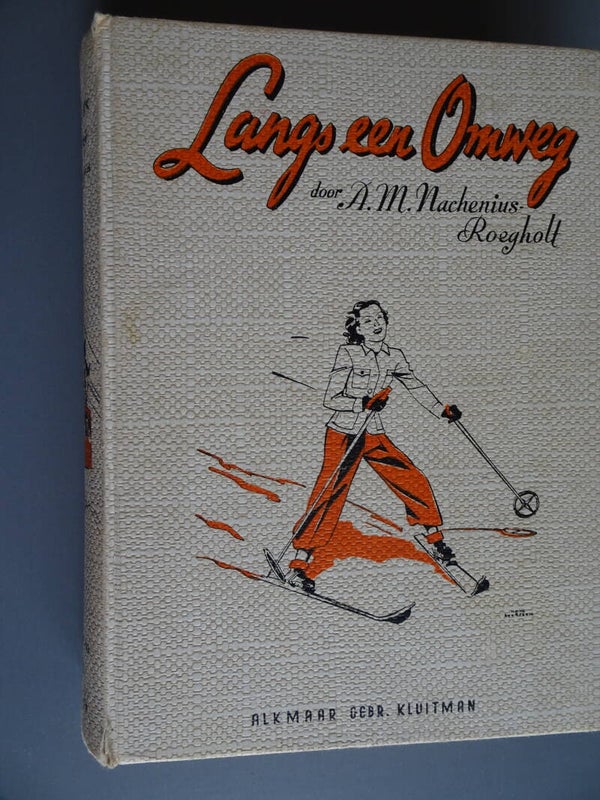 Langs een Omweg
door A. M. Nachenius-
Roegholt
ALKMAAR GEBR. KLUITMAN